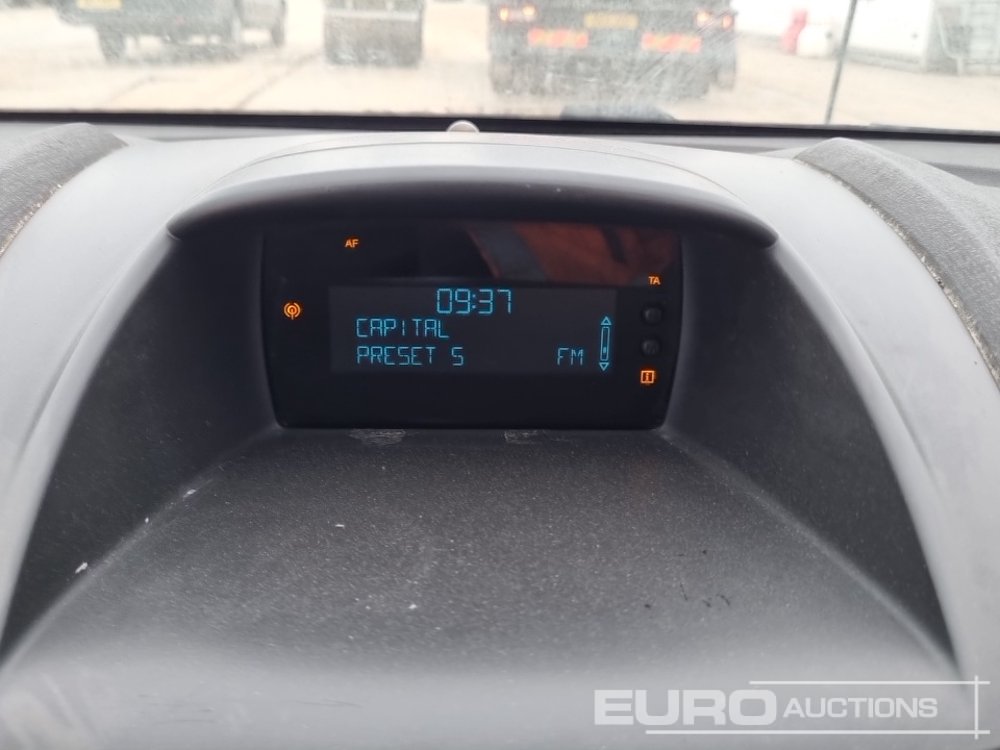 AF
TA
09:37
CAPITAL
PRESET 5 FM
i
EURO AUCTIONS